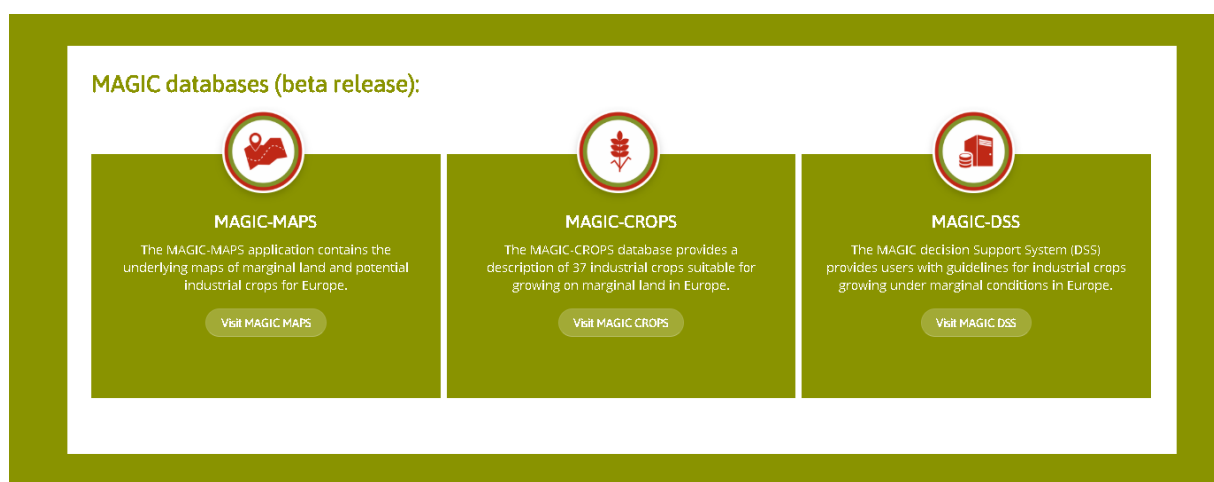 MAGIC databases (beta release):
MAGIC-MAPS
The MAGIC-MAPS application contains the
underlying maps of marginal land and potential
industrial crops for Europe.
Visit MAGIC MAPS
MAGIC-CROPS
The MAGIC-CROPS database provides a
description of 37 industrial crops suitable for
growing on marginal land in Europe.
Visit MAGIC CROPS
MAGIC-DSS
The MAGIC decision Support System (DSS)
provides users with guidelines for industrial crops
growing under marginal conditions in Europe.
Visit MAGIC DSS